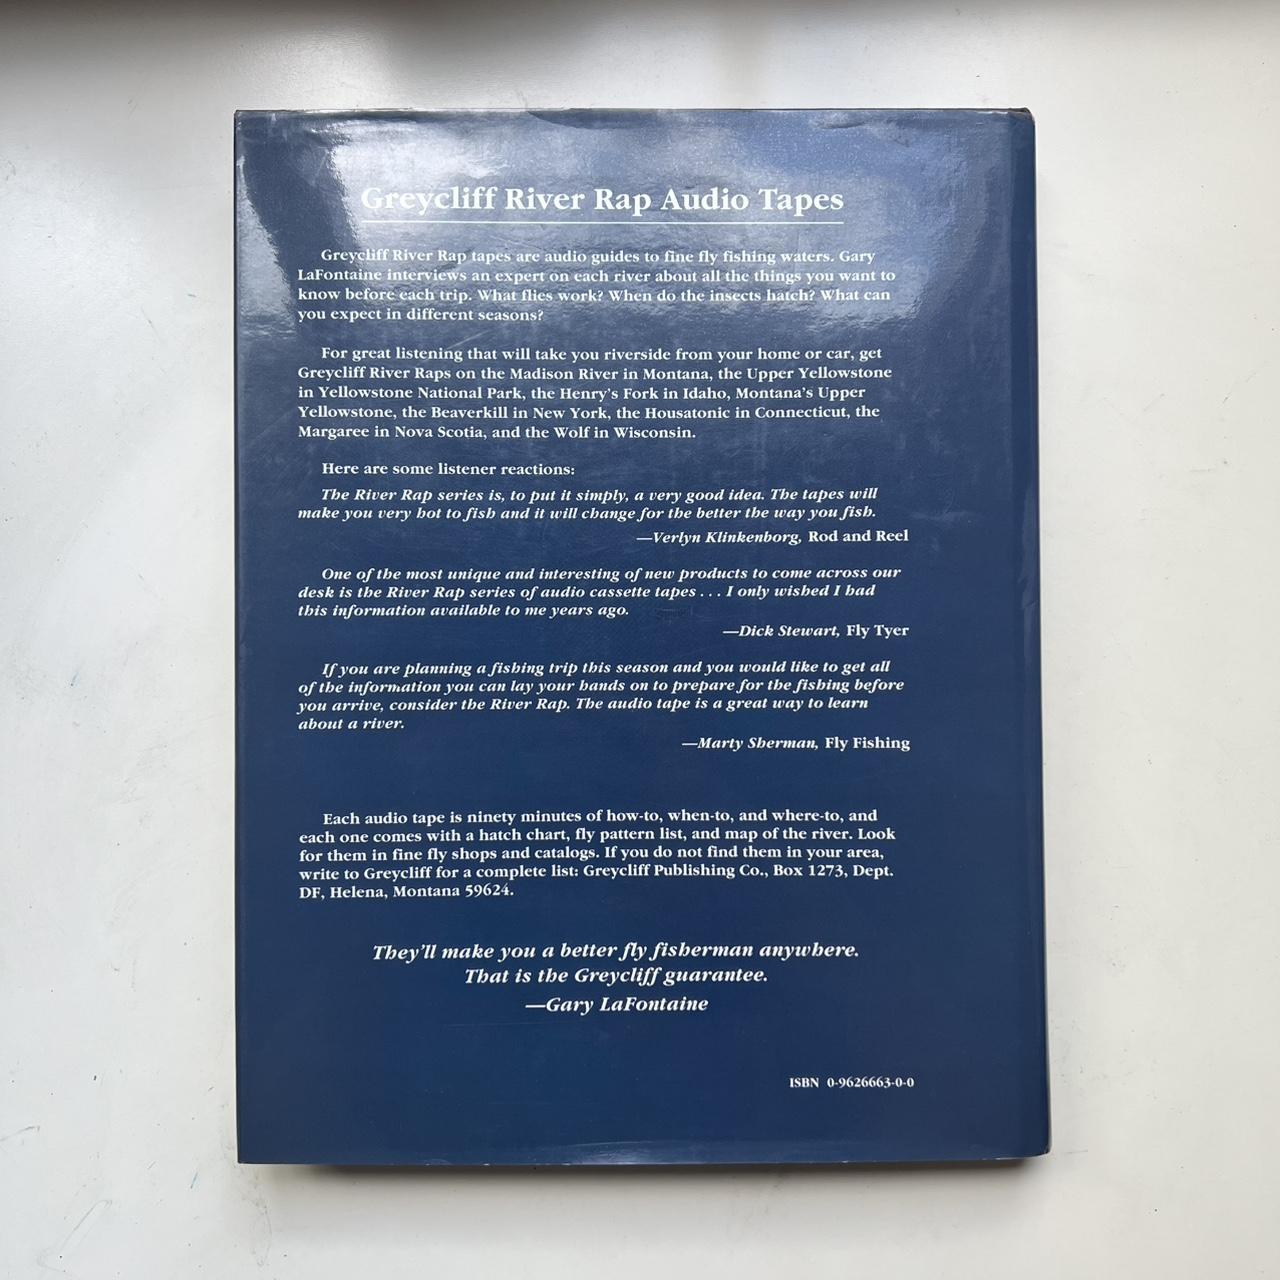 Greycliff River Rap Audio Tapes
Greycliff River Rap tapes are audio guides to fine fly fishing waters. Gary
LaFontaine interviews an expert on each river about all the things you want to
know before each trip. What flies work? When do the insects hatch? What can
you expect in different seasons?
For great listening that will take you riverside from your home or car, get
Greycliff River Raps on the Madison River in Montana, the Upper Yellowstone
in Yellowstone National Park, the Henry's Fork in Idaho, Montana's Upper
Yellowstone, the Beaverkill in New York, the Housatonic in Connecticut, the
Margaree in Nova Scotia, and the Wolf in Wisconsin.
Here are some listener reactions:
The River Rap series is, to put it simply, a very good idea. The tapes will
make you very hot to fish and it will change for the better the way you fish.
—Verlyn Klinkenborg, Rod and Reel
One of the most unique and interesting of new products to come across our
desk is the River Rap series of audio cassette tapes . . . I only wished I had
this information available to me years ago.
—Dick Stewart, Fly Tyer
If you are planning a fishing trip this season and you would like to get all
of the information you can lay your hands on to prepare for the fishing before
you arrive, consider the River Rap. The audio tape is a great way to learn
about a river.
—Marty Sherman, Fly Fishing
Each audio tape is ninety minutes of how-to, when-to, and where-to, and
each one comes with a hatch chart, fly pattern list, and map of the river. Look
for them in fine fly shops and catalogs. If you do not find them in your area,
write to Greycliff for a complete list: Greycliff Publishing Co., Box 1273, Dept.
DF, Helena, Montana 59624.
They'll make you a better fly fisherman anywhere.
That is the Greycliff guarantee.
—Gary LaFontaine
ISBN 0-9626663-0-0